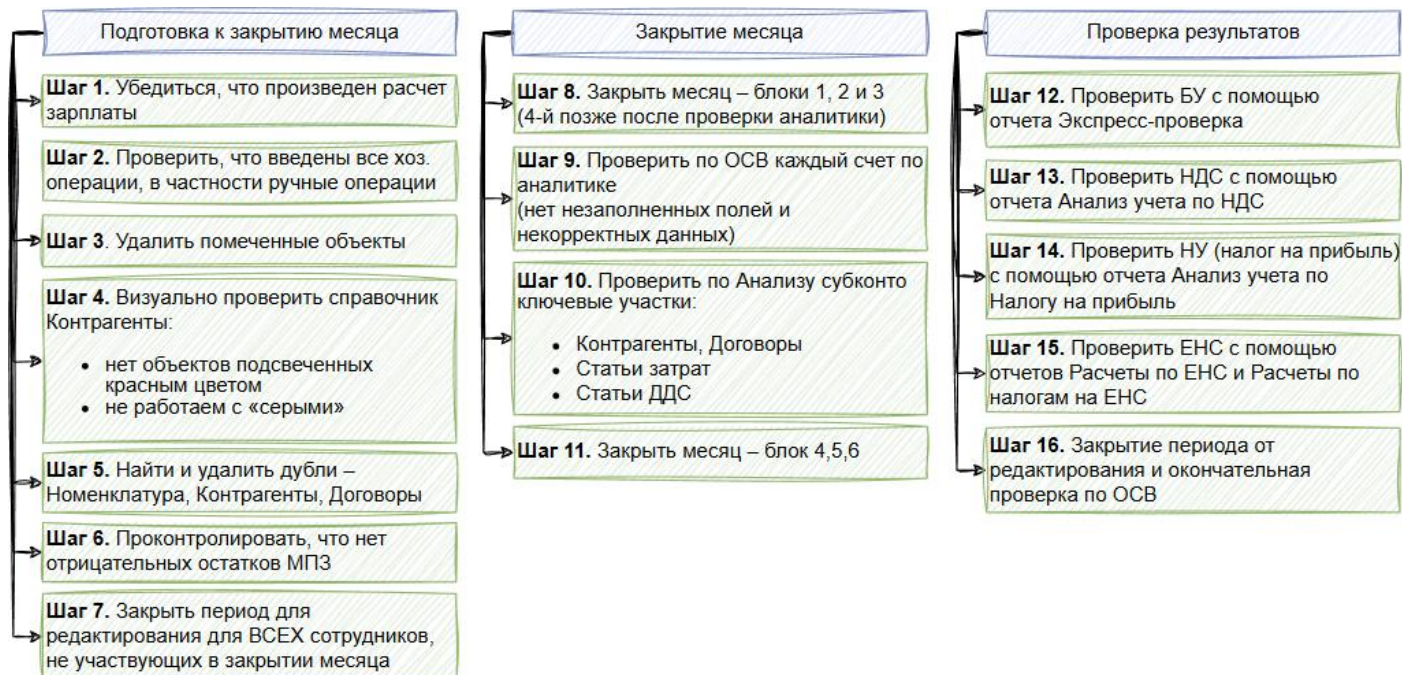 Подготовка к закрытию месяца
Шаг 1. Убедиться, что произведен расчет
зарплаты
Шаг 2. Проверить, что введены все хоз.
операции, в частности ручные операции
Шаг 3. Удалить помеченные объекты
Шаг 4. Визуально проверить справочник
Контрагенты:
• нет объектов подсвеченных
красным цветом
• не работаем с «серыми»
Шаг 5. Найти и удалить дубли –
Номенклатура, Контрагенты, Договоры
Шаг 6. Проконтролировать, что нет
отрицательных остатков МПЗ
Шаг 7. Закрыть период для
редактирования для ВСЕХ сотрудников,
не участвующих в закрытии месяца
Закрытие месяца
Шаг 8. Закрыть месяц – блоки 1, 2 и 3
(4-й позже после проверки аналитики)
Шаг 9. Проверить по ОСВ каждый счет по
аналитике
(нет незаполненных полей и
некорректных данных)
Шаг 10. Проверить по Анализу субконто
ключевые участки:
• Контрагенты, Договоры
• Статьи затрат
• Статьи ДДС
Шаг 11. Закрыть месяц – блок 4,5,6
Проверка результатов
Шаг 12. Проверить БУ с помощью
отчета Экспресс-проверка
Шаг 13. Проверить НДС с помощью
отчета Анализ учета по НДС
Шаг 14. Проверить НУ (налог на прибыль)
с помощью отчета Анализ учета по
Налогу на прибыль
Шаг 15. Проверить ЕНС с помощью
отчетов Расчеты по ЕНС и Расчеты по
налогам на ЕНС
Шаг 16. Закрытие периода от
редактирования и окончательная
проверка по ОСВ